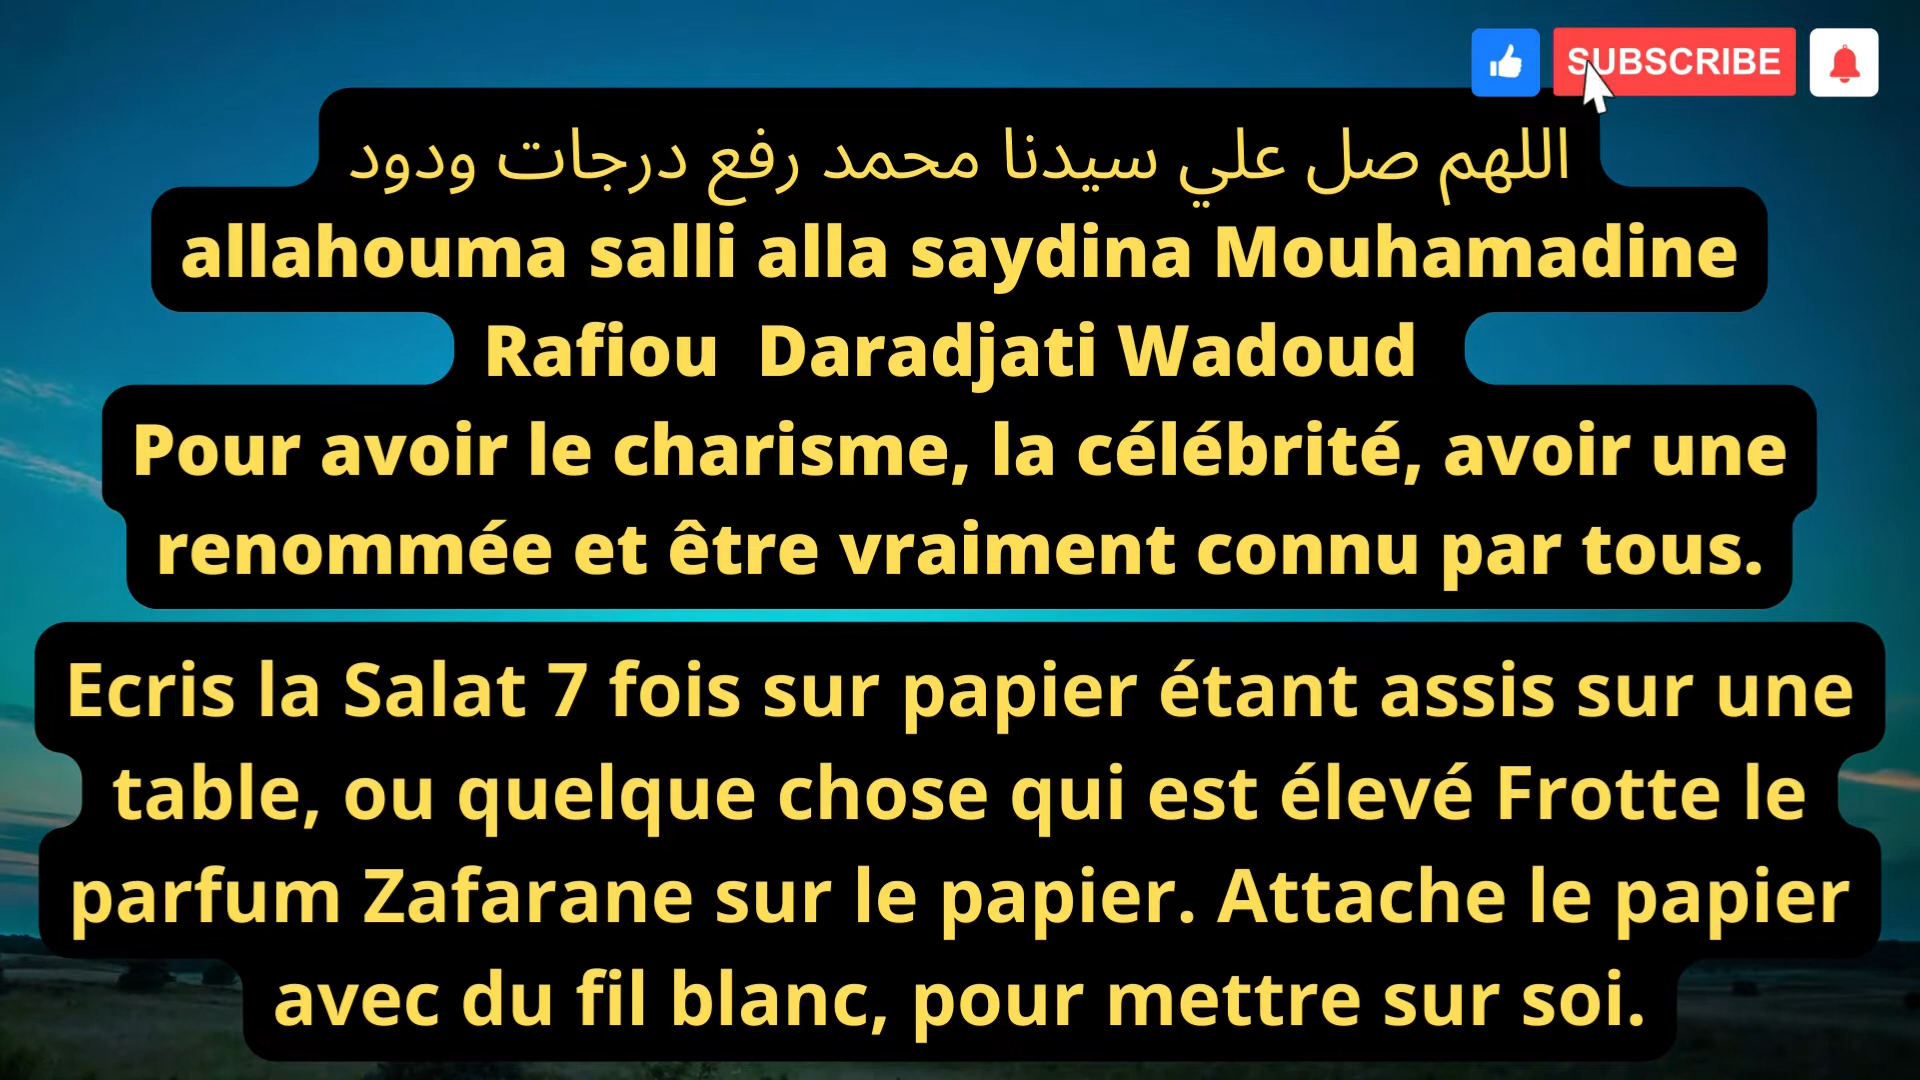 SUBSCRIBE
اللهم صل علي سيدنا محمد رفع درجات ودود
allahouma salli alla saydina Mouhamadine
Rafiou Daradjati Wadoud
Pour avoir le charisme, la célébrité, avoir une
renommée et être vraiment connu par tous.
Ecris la Salat 7 fois sur papier étant assis sur une
table, ou quelque chose qui est élevé Frotte le
parfum Zafarane sur le papier. Attache le papier
avec du fil blanc, pour mettre sur soi.